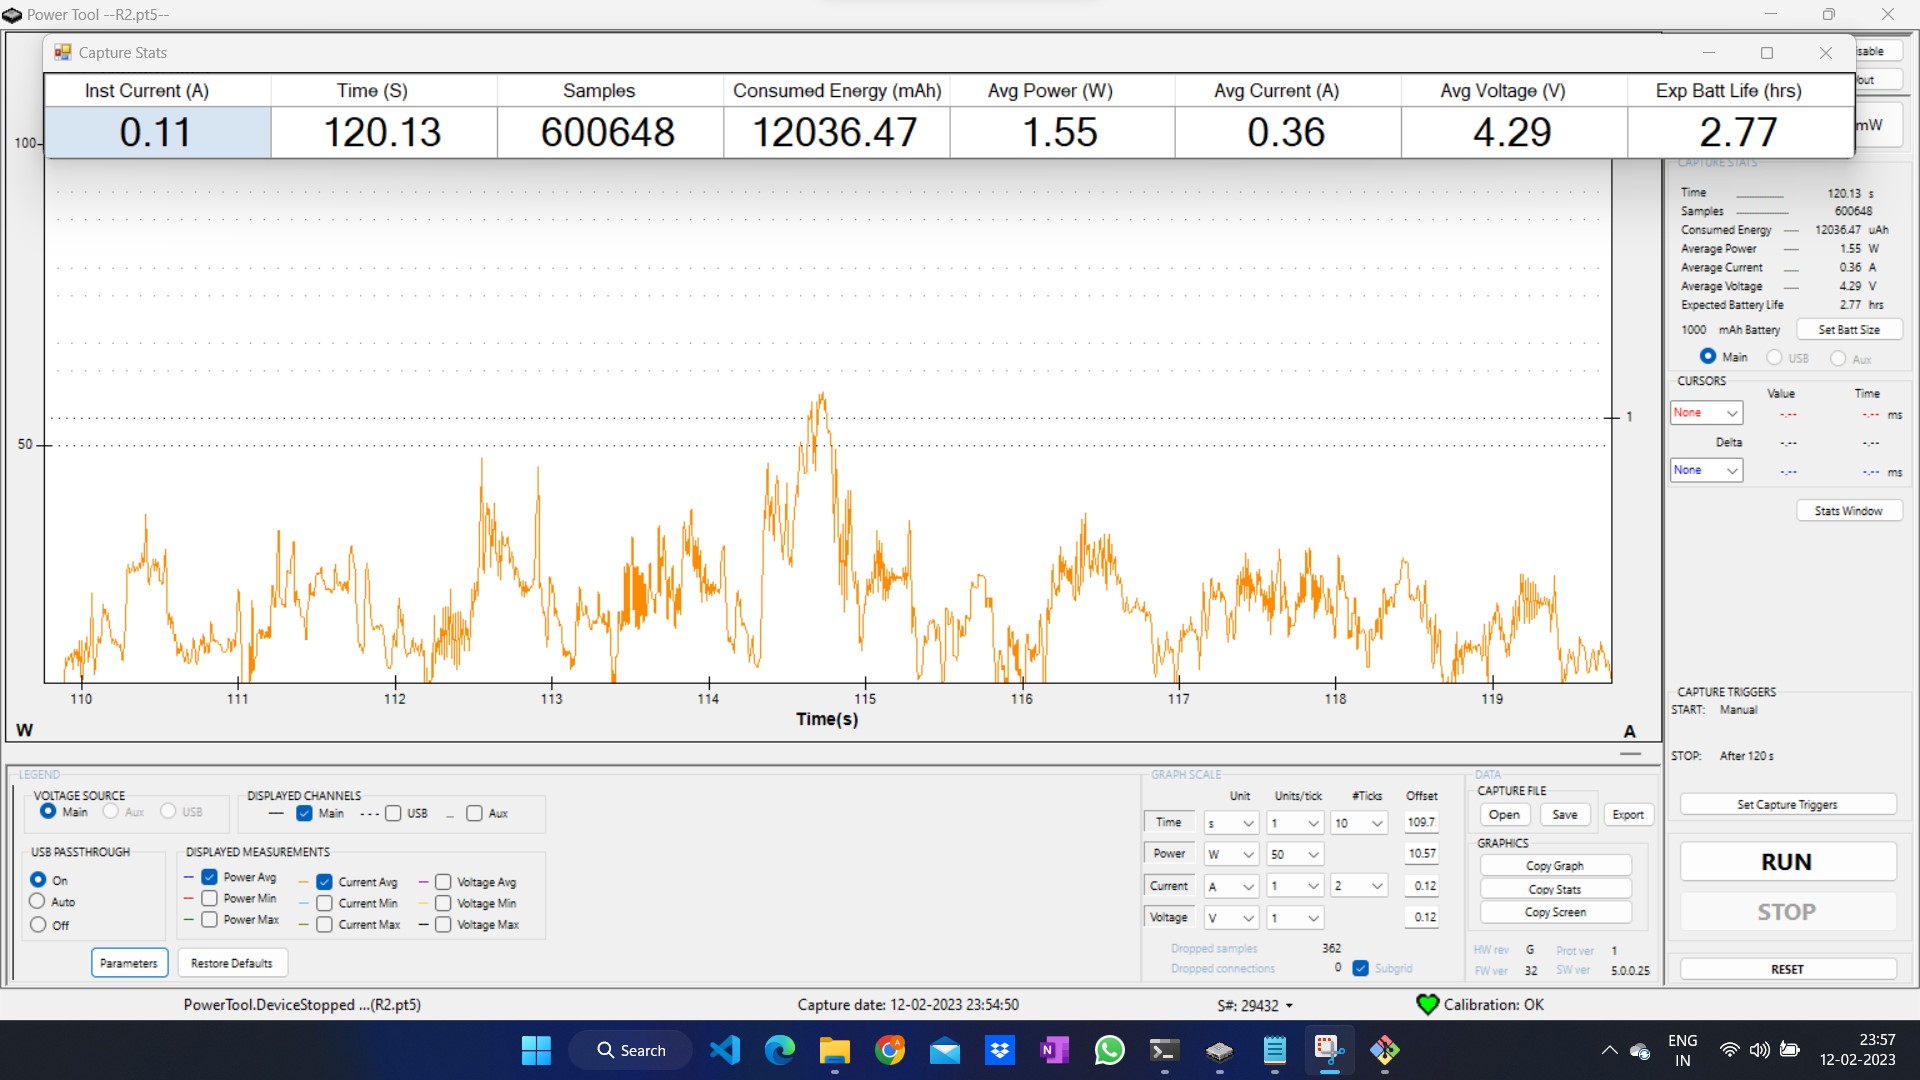 Power Tool --R2.pt5--
Capture Stats
Inst Current (A) Time (S) Samples Consumed Energy (mAh) Avg Power (W) Avg Current (A) Avg Voltage (V) Exp Batt Life (hrs)
0.11 120.13 600648 12036.47 1.55 0.36 4.29 2.77
100
50
1
110 111 112 113 114 115 116 117 118 119
Time(s)
W
A
mW
CAPTURE STATS
Time 120.13 s
Samples 600648
Consumed Energy 12036.47 uAh
Average Power 1.55 W
Average Current 0.36 A
Average Voltage 4.29 V
Expected Battery Life 2.77 hrs
1000 mAh Battery Set Batt Size
Main USB Aux
CURSORS
Value Time
None -.-- -.-- ms
Delta -.-- -.--
None -.-- -.-- ms
Stats Window
CAPTURE TRIGGERS
START: Manual
STOP: After 120 s
Set Capture Triggers
RUN
STOP
RESET
LEGEND
VOLTAGE SOURCE
Main Aux USB
DISPLAYED CHANNELS
Main USB Aux
USB PASSTHROUGH
On
Auto
Off
DISPLAYED MEASUREMENTS
Power Avg Current Avg Voltage Avg
Power Min Current Min Voltage Min
Power Max Current Max Voltage Max
Parameters Restore Defaults
GRAPH SCALE
Unit Units/tick #Ticks Offset
Time s 1 10 109.7
Power W 50 10.57
Current A 1 2 0.12
Voltage V 1 0.12
Dropped samples 362
Dropped connections 0 Subgrid
DATA
CAPTURE FILE
Open Save Export
GRAPHICS
Copy Graph
Copy Stats
Copy Screen
HW rev G Prot ver 1
FW ver 32 SW ver 5.0.0.25
PowerTool.DeviceStopped ...(R2.pt5) Capture date: 12-02-2023 23:54:50 S#: 29432 Calibration: OK
Search
ENG
IN
23:57
12-02-2023